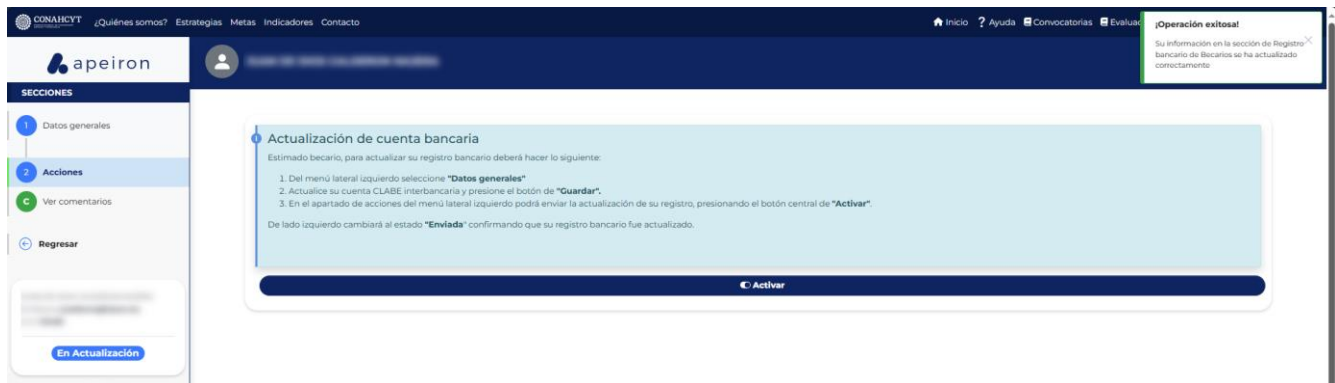 CONAHCYT ¿Quiénes somos? Estrategias Metas Indicadores Contacto
Inicio ? Ayuda Convocatorias
¡Operación exitosa!
Su información en la sección de Registro
bancario de Becarios se ha actualizado
correctamente
apeiron
SECCIONES
1 Datos generales
2 Acciones
C Ver comentarios
Regresar
En Actualización
Actualización de cuenta bancaria
Estimado becario, para actualizar su registro bancario deberá hacer lo siguiente:
1. Del menú lateral izquierdo seleccione "Datos generales"
2. Actualice su cuenta CLABE interbancaria y presione el botón de "Guardar".
3. En el apartado de acciones del menú lateral izquierdo podrá enviar la actualización de su registro, presionando el botón central de "Activar".
De lado izquierdo cambiará al estado "Enviada" confirmando que su registro bancario fue actualizado.
Activar